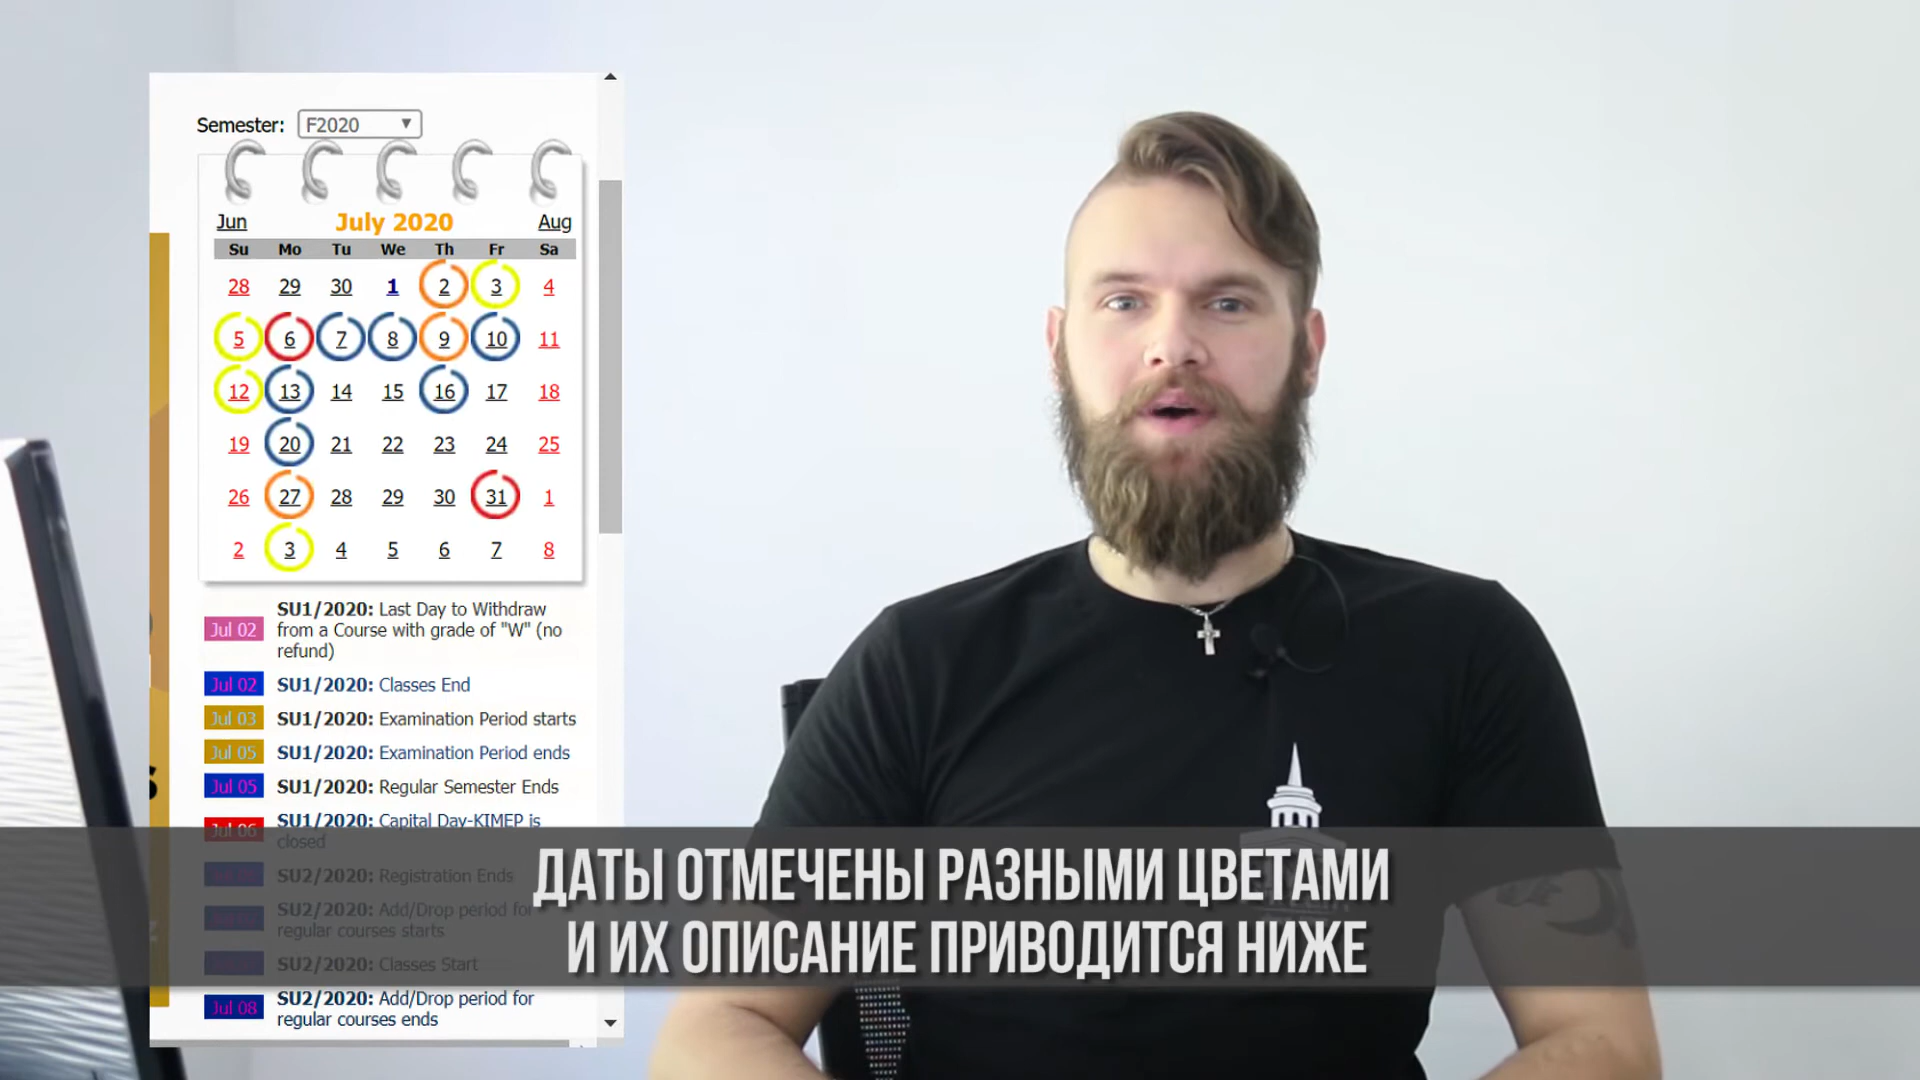 Semester: F2020
Jun July 2020 Aug
Su Mo Tu We Th Fr Sa
28 29 30 1 2 3 4
5 6 7 8 9 10 11
12 13 14 15 16 17 18
19 20 21 22 23 24 25
26 27 28 29 30 31 1
2 3 4 5 6 7 8
Jul 02 SU1/2020: Last Day to Withdraw
from a Course with grade of "W" (no
refund)
Jul 02 SU1/2020: Classes End
Jul 03 SU1/2020: Examination Period starts
Jul 05 SU1/2020: Examination Period ends
Jul 05 SU1/2020: Regular Semester Ends
Jul 06 SU1/2020: Capital Day-KIMEP is
closed
SU2/2020: Registration Ends
SU2/2020: Add/Drop period for
regular courses starts
SU2/2020: Classes Start
Jul 08 SU2/2020: Add/Drop period for
regular courses ends
ДАТЫ ОТМЕЧЕНЫ РАЗНЫМИ ЦВЕТАМИ
И ИХ ОПИСАНИЕ ПРИВОДИТСЯ НИЖЕ